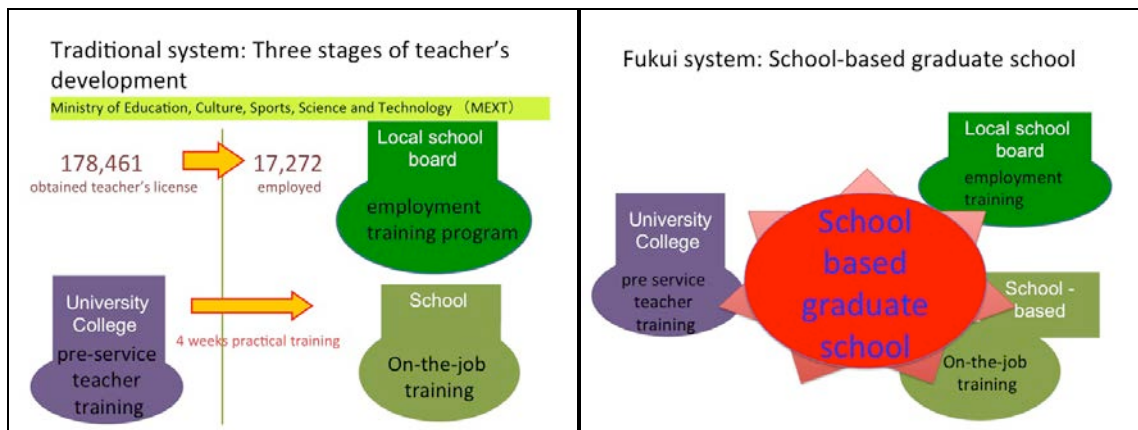 Traditional system: Three stages of teacher's
development
Ministry of Education, Culture, Sports, Science and Technology （MEXT）
178,461
obtained teacher's license
17,272
employed
Local school
board
employment
training program
University
College
pre-service
teacher
training
4 weeks practical training
School
On-the-job
training
Fukui system: School-based graduate school
Local school
board
employment
training
University
College
pre service
teacher
training
School
based
graduate
school
School -
based
On-the-job
training